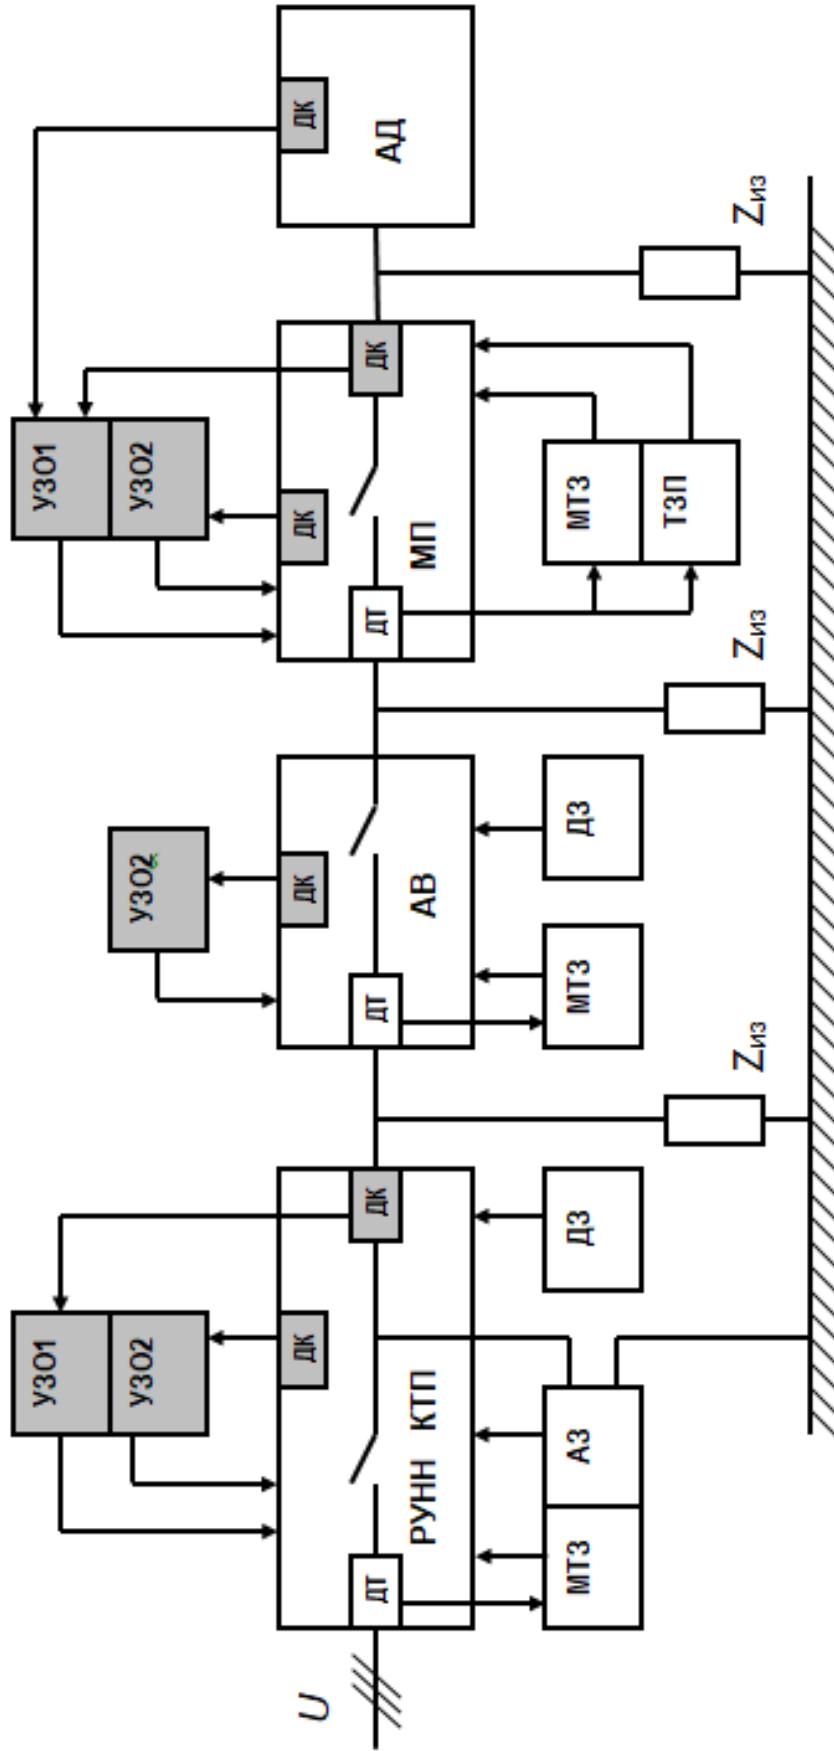 УЗО1
УЗО2
УЗО2
УЗО1
УЗО2
ДК
ДК
ДК
ДК
ДК
ДК
U
ДТ
ДТ
ДТ
РУНН КТП
АВ
МП
АД
МТЗ
АЗ
ДЗ
МТЗ
ДЗ
МТЗ
ТЗП
Zиз
Zиз
Zиз